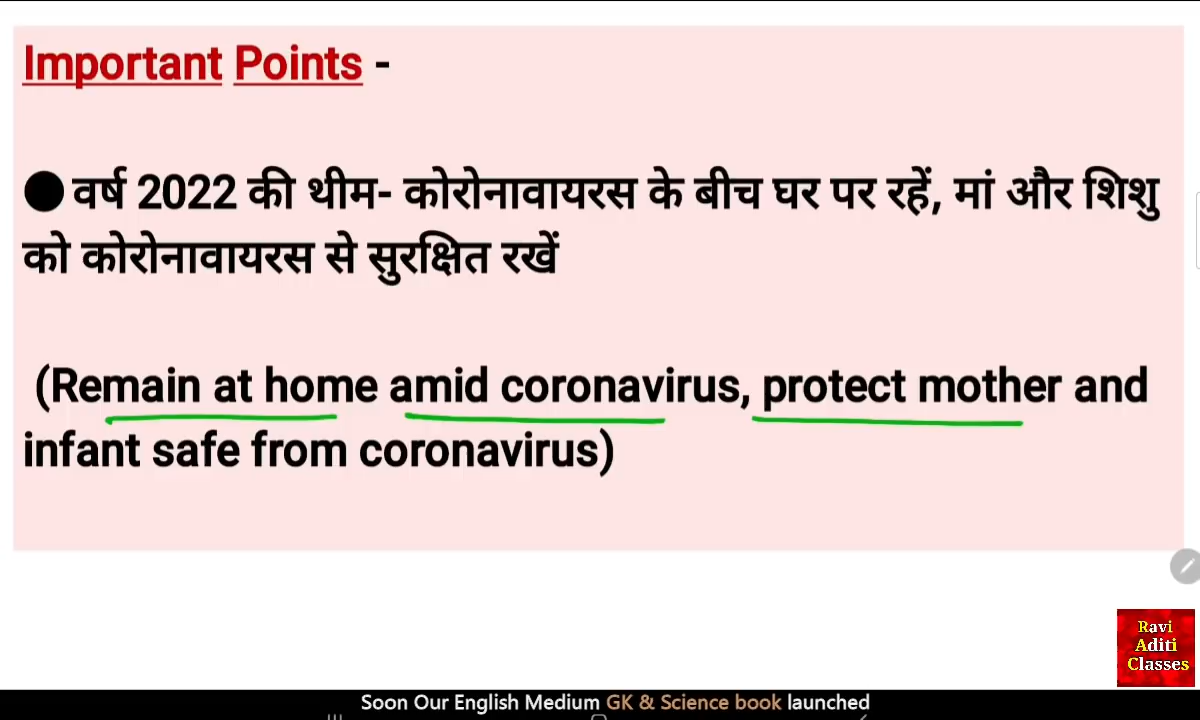 Important Points -
● वर्ष 2022 की थीम- कोरोनावायरस के बीच घर पर रहें, मां और शिशु
को कोरोनावायरस से सुरक्षित रखें
(Remain at home amid coronavirus, protect mother and
infant safe from coronavirus)
Ravi
Aditi
Classes
Soon Our English Medium GK & Science book launched